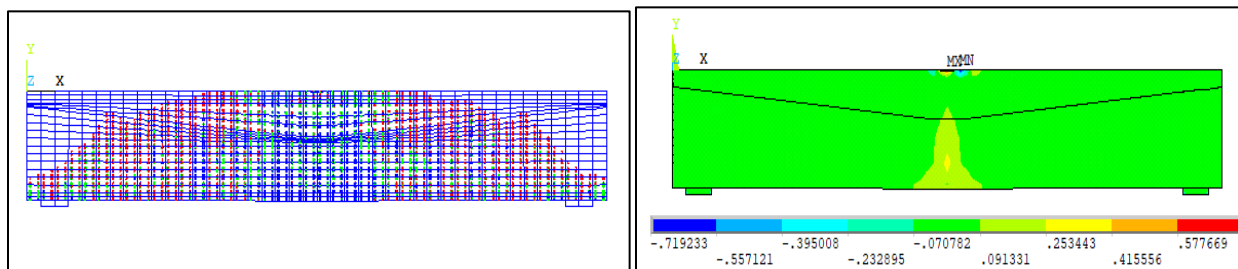 Y
Z X
Y
MXMN
Z X
-.719233 -.395008 -.070782 .253443 .577669
-.557121 -.232895 .091331 .415556